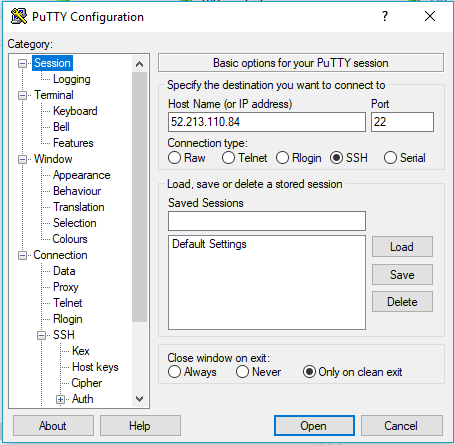 PuTTY Configuration
?
Category:
Session
Logging
Terminal
Keyboard
Bell
Features
Window
Appearance
Behaviour
Translation
Selection
Colours
Connection
Data
Proxy
Telnet
Rlogin
SSH
Kex
Host keys
Cipher
Auth
Basic options for your PuTTY session
Specify the destination you want to connect to
Host Name (or IP address) Port
52.213.110.84 22
Connection type:
Raw Telnet Rlogin SSH Serial
Load, save or delete a stored session
Saved Sessions
Default Settings
Load
Save
Delete
Close window on exit:
Always Never Only on clean exit
About Help Open Cancel